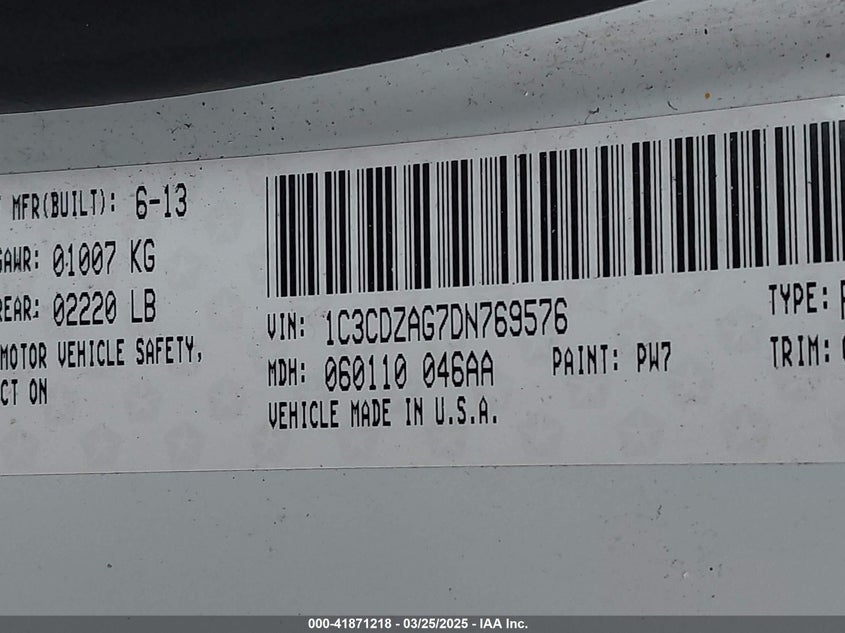 MFR(BUILT): 6-13
GAWR: 01007 KG
REAR: 02220 LB
MOTOR VEHICLE SAFETY,
CT ON
VIN: 1C3CDZAG7DN769576
TYPE:
MDH: 060110 046AA PAINT: PW7
TRIM:
VEHICLE MADE IN U.S.A.
000-41871218 - 03/25/2025 - IAA Inc.